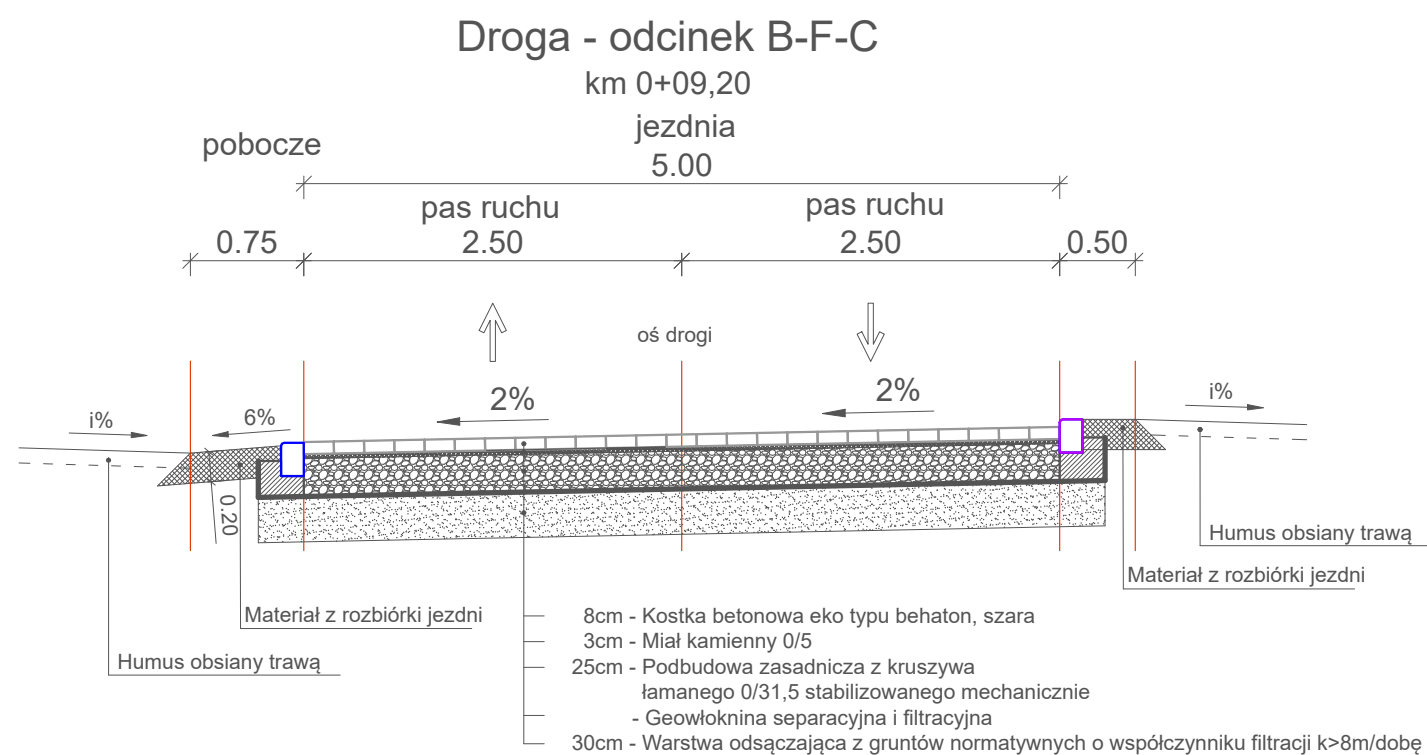 Droga - odcinek B-F-C
km 0+09,20
jezdnia
pobocze
5.00
pas ruchu
pas ruchu
0.75
2.50
2.50
0.50
oś drogi
i%
6%
2%
2%
i%
0.20
Humus obsiany trawą
Materiał z rozbiórki jezdni
Materiał z rozbiórki jezdni
Humus obsiany trawą
8cm - Kostka betonowa eko typu behaton, szara
3cm - Miał kamienny 0/5
25cm - Podbudowa zasadnicza z kruszywa
łamanego 0/31,5 stabilizowanego mechanicznie
- Geowłoknina separacyjna i filtracyjna
30cm - Warstwa odsączająca z gruntów normatywnych o współczynniku filtracji k>8m/dobę